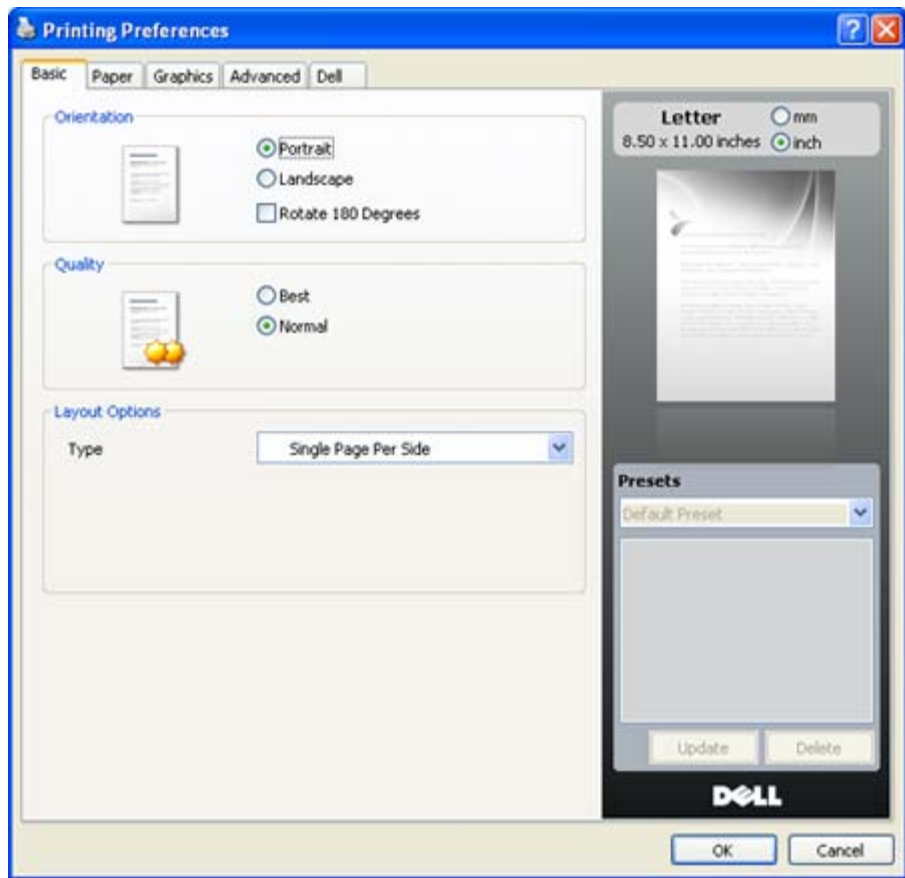 Printing Preferences
Basic Paper Graphics Advanced Dell
Orientation
Portrait
Landscape
Rotate 180 Degrees
Quality
Best
Normal
Layout Options
Type Single Page Per Side
Letter mm
8.50 x 11.00 inches inch
Presets
Default Preset
Update Delete
DELL
OK Cancel